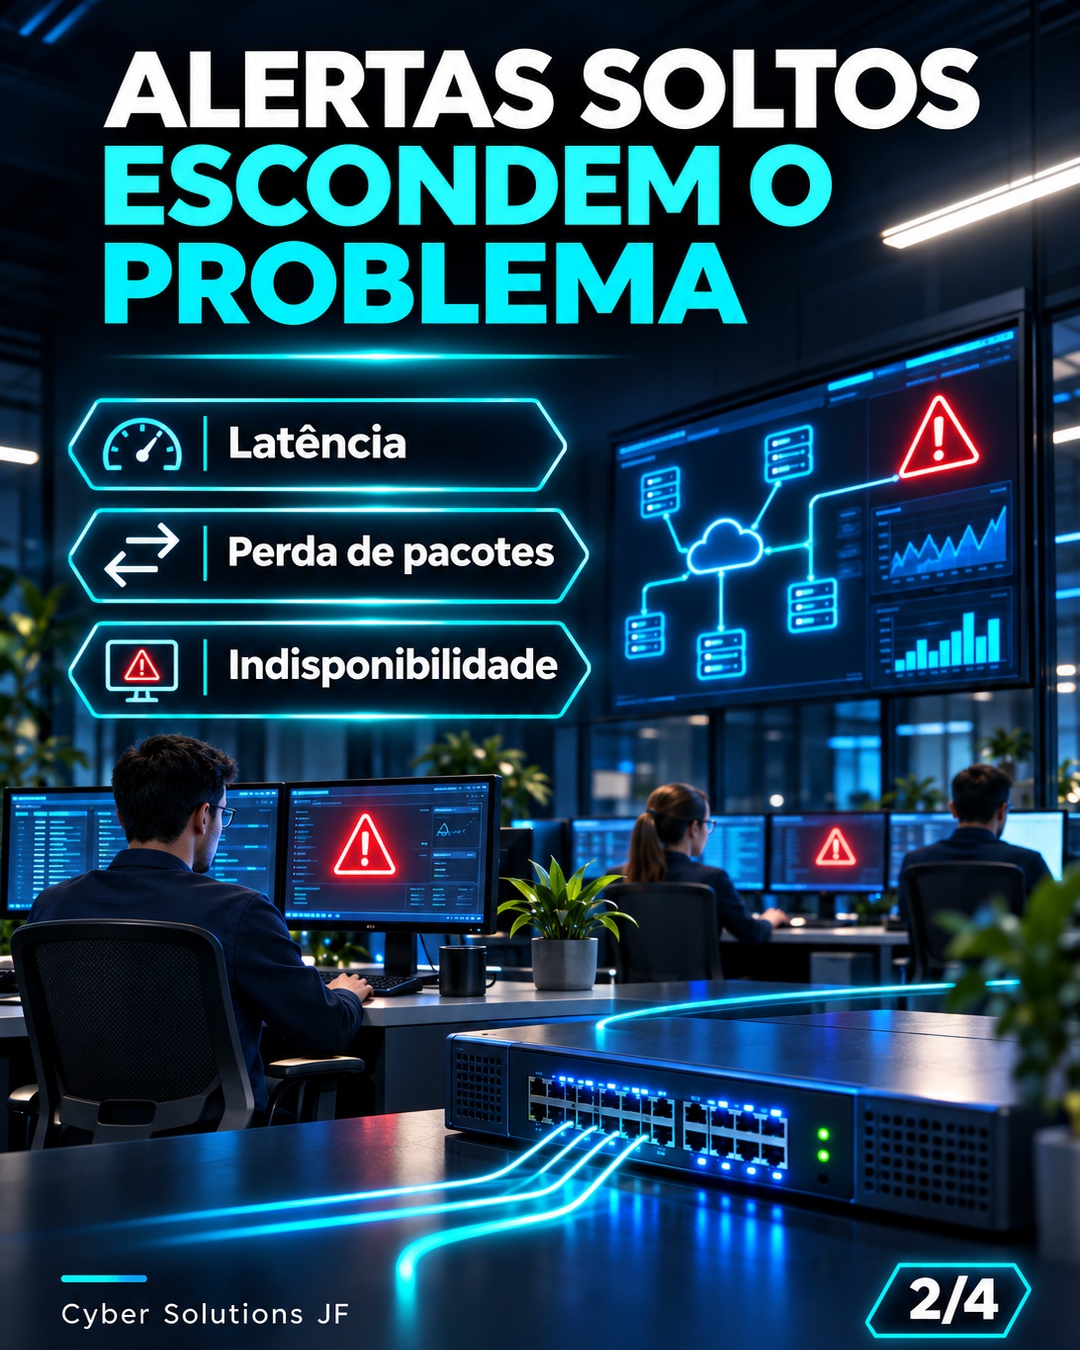 ALERTAS SOLTOS
ESCONDEM O
PROBLEMA
Latência
Perda de pacotes
Indisponibilidade
Cyber Solutions JF
2/4